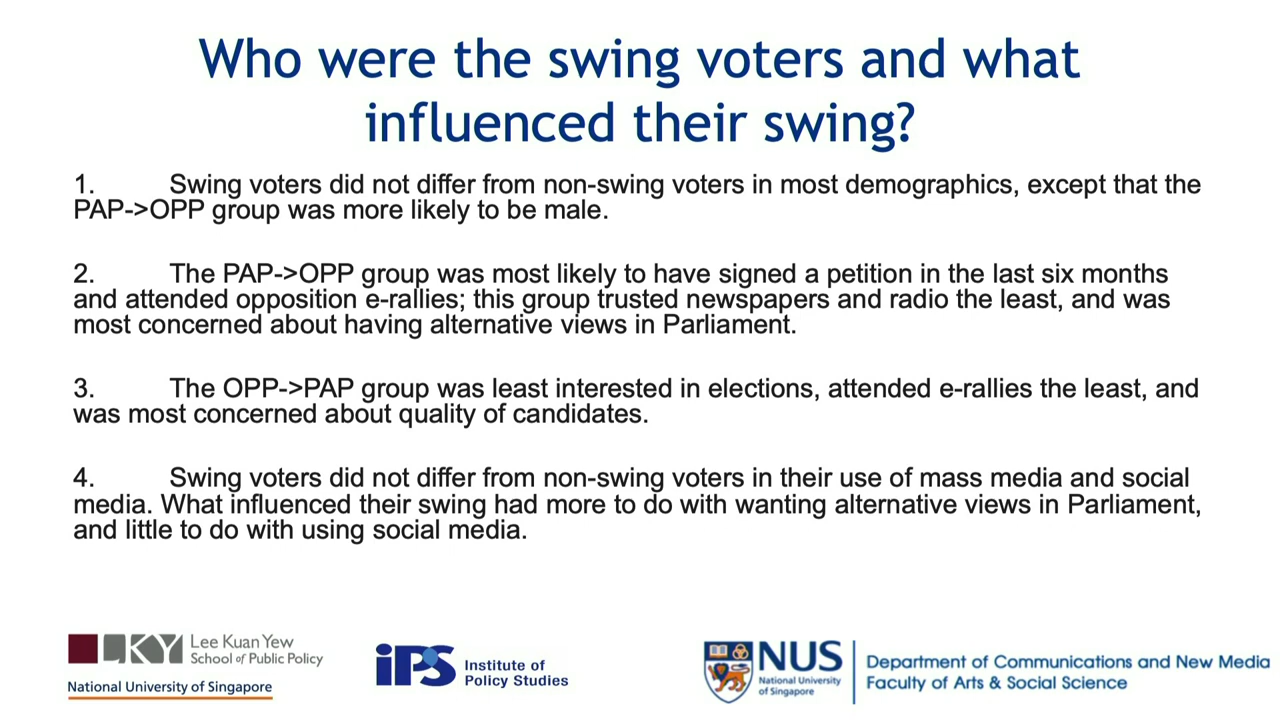 Who were the swing voters and what
influenced their swing?
1. Swing voters did not differ from non-swing voters in most demographics, except that the
PAP->OPP group was more likely to be male.
2. The PAP->OPP group was most likely to have signed a petition in the last six months
and attended opposition e-rallies; this group trusted newspapers and radio the least, and was
most concerned about having alternative views in Parliament.
3. The OPP->PAP group was least interested in elections, attended e-rallies the least, and
was most concerned about quality of candidates.
4. Swing voters did not differ from non-swing voters in their use of mass media and social
media. What influenced their swing had more to do with wanting alternative views in Parliament,
and little to do with using social media.
LKY Lee Kuan Yew
School of Public Policy
National University of Singapore
iPS Institute of
Policy Studies
NUS
National University
of Singapore
Department of Communications and New Media
Faculty of Arts & Social Science